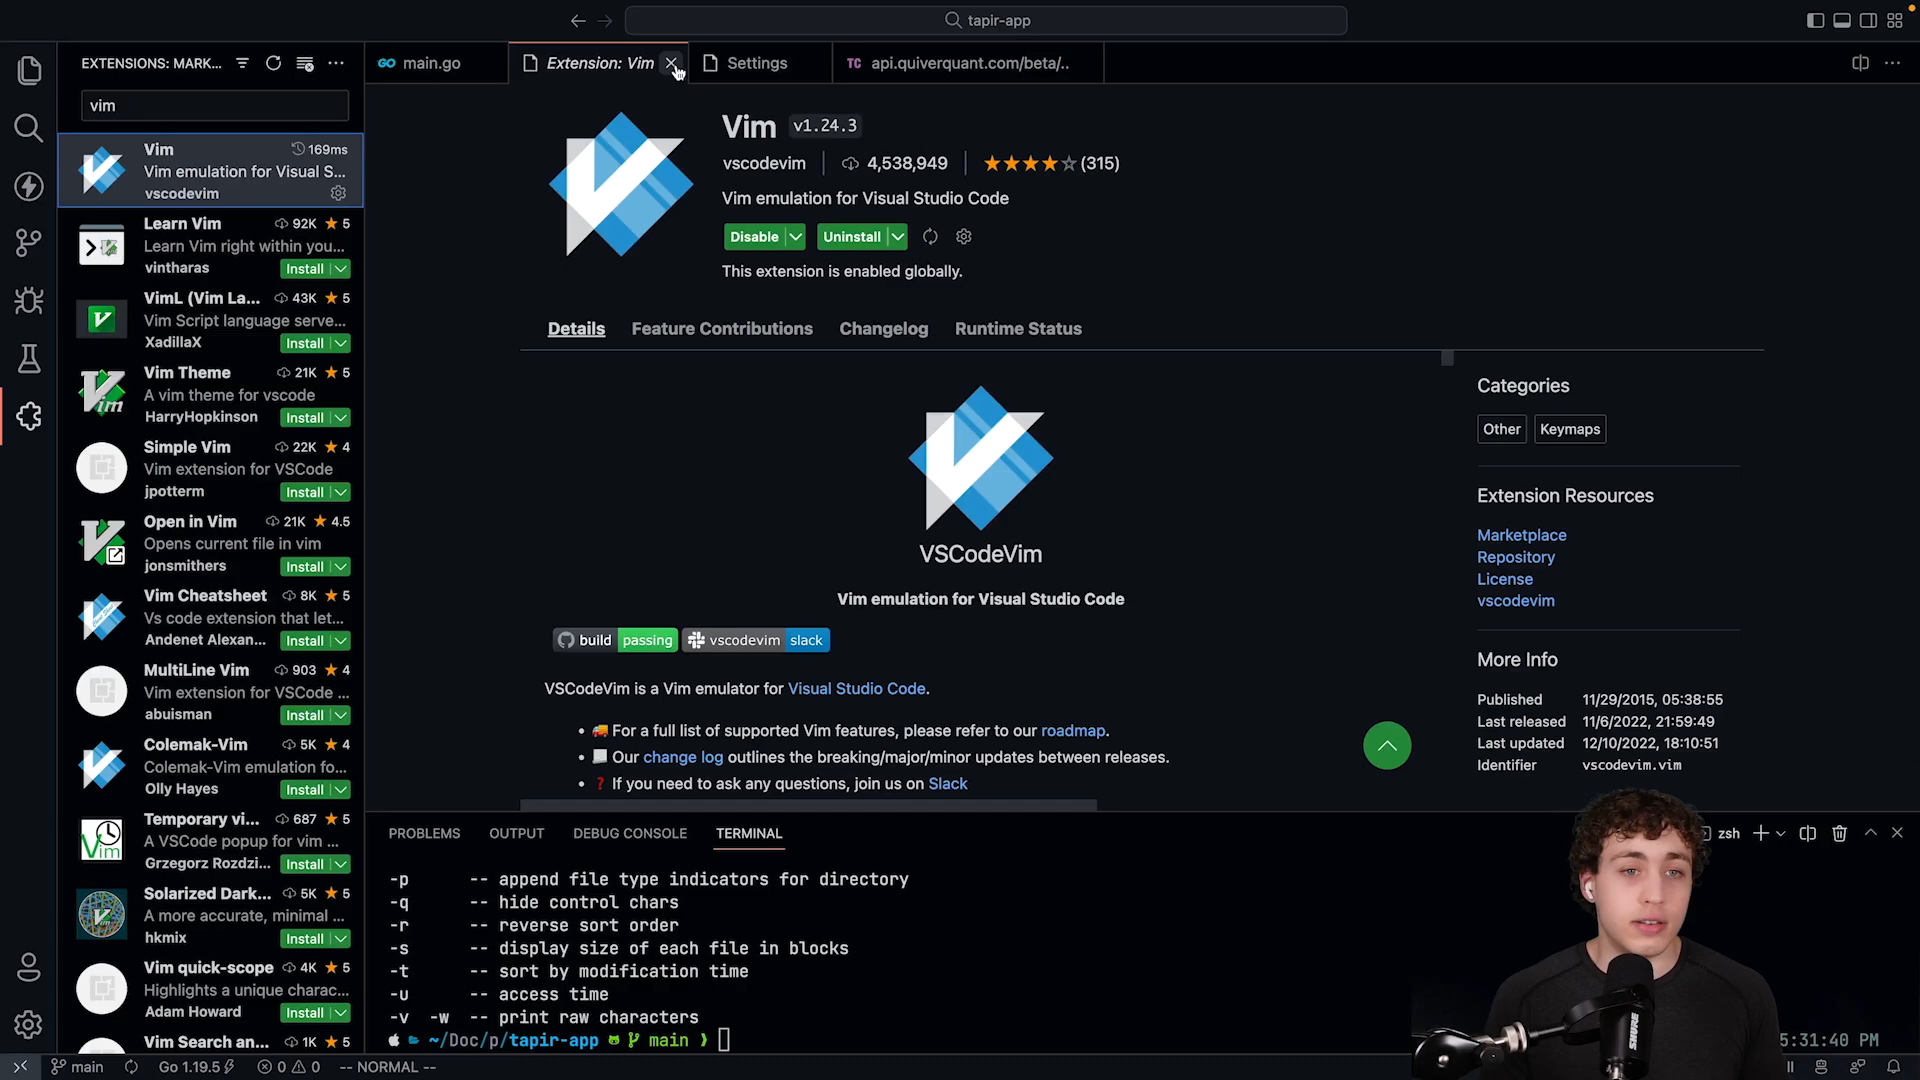 tapir-app
EXTENSIONS: MARK...
main.go
Extension: Vim
Settings
TC api.quiverquant.com/beta/..
vim
Vim 169ms
Vim emulation for Visual S...
vscodevim
Learn Vim 92K ★ 5
Learn Vim right within you...
vintharas Install
VimL (Vim La... 43K ★ 5
Vim Script language serve...
XadillaX Install
Vim Theme 21K ★ 5
A vim theme for vscode
HarryHopkinson Install
Simple Vim 22K ★ 4
Vim extension for VSCode
jpotterm Install
Open in Vim 21K ★ 4.5
Opens current file in vim
jonsmithers Install
Vim Cheatsheet 8K ★ 5
Vs code extension that let...
Andenet Alexan... Install
MultiLine Vim 903 ★ 4
Vim extension for VSCode ...
abuisman Install
Colemak-Vim 5K ★ 4
Colemak-Vim emulation fo...
Olly Hayes Install
Temporary vi... 687 ★ 5
A VSCode popup for vim ...
Grzegorz Rozdzi... Install
Solarized Dark... 5K ★ 5
A more accurate, minimal ...
hkmix Install
Vim quick-scope 4K ★ 5
Highlights a unique charac...
Adam Howard Install
Vim Search an... 1K ★ 5
Vim v1.24.3
vscodevim 4,538,949 ★★★★☆ (315)
Vim emulation for Visual Studio Code
Disable Uninstall
This extension is enabled globally.
Details Feature Contributions Changelog Runtime Status
VSCodeVim
Vim emulation for Visual Studio Code
build passing vscodevim slack
VSCodeVim is a Vim emulator for Visual Studio Code.
• For a full list of supported Vim features, please refer to our roadmap.
• Our change log outlines the breaking/major/minor updates between releases.
• ? If you need to ask any questions, join us on Slack
Categories
Other Keymaps
Extension Resources
Marketplace
Repository
License
vscodevim
More Info
Published 11/29/2015, 05:38:55
Last released 11/6/2022, 21:59:49
Last updated 12/10/2022, 18:10:51
Identifier vscodevim.vim
PROBLEMS OUTPUT DEBUG CONSOLE TERMINAL
zsh
-p -- append file type indicators for directory
-q -- hide control chars
-r -- reverse sort order
-s -- display size of each file in blocks
-t -- sort by modification time
-u -- access time
-v -w -- print raw characters
~/Doc/p/tapir-app main ❯
5:31:40 PM
main Go 1.19.5 0 0 -- NORMAL --
SHURE